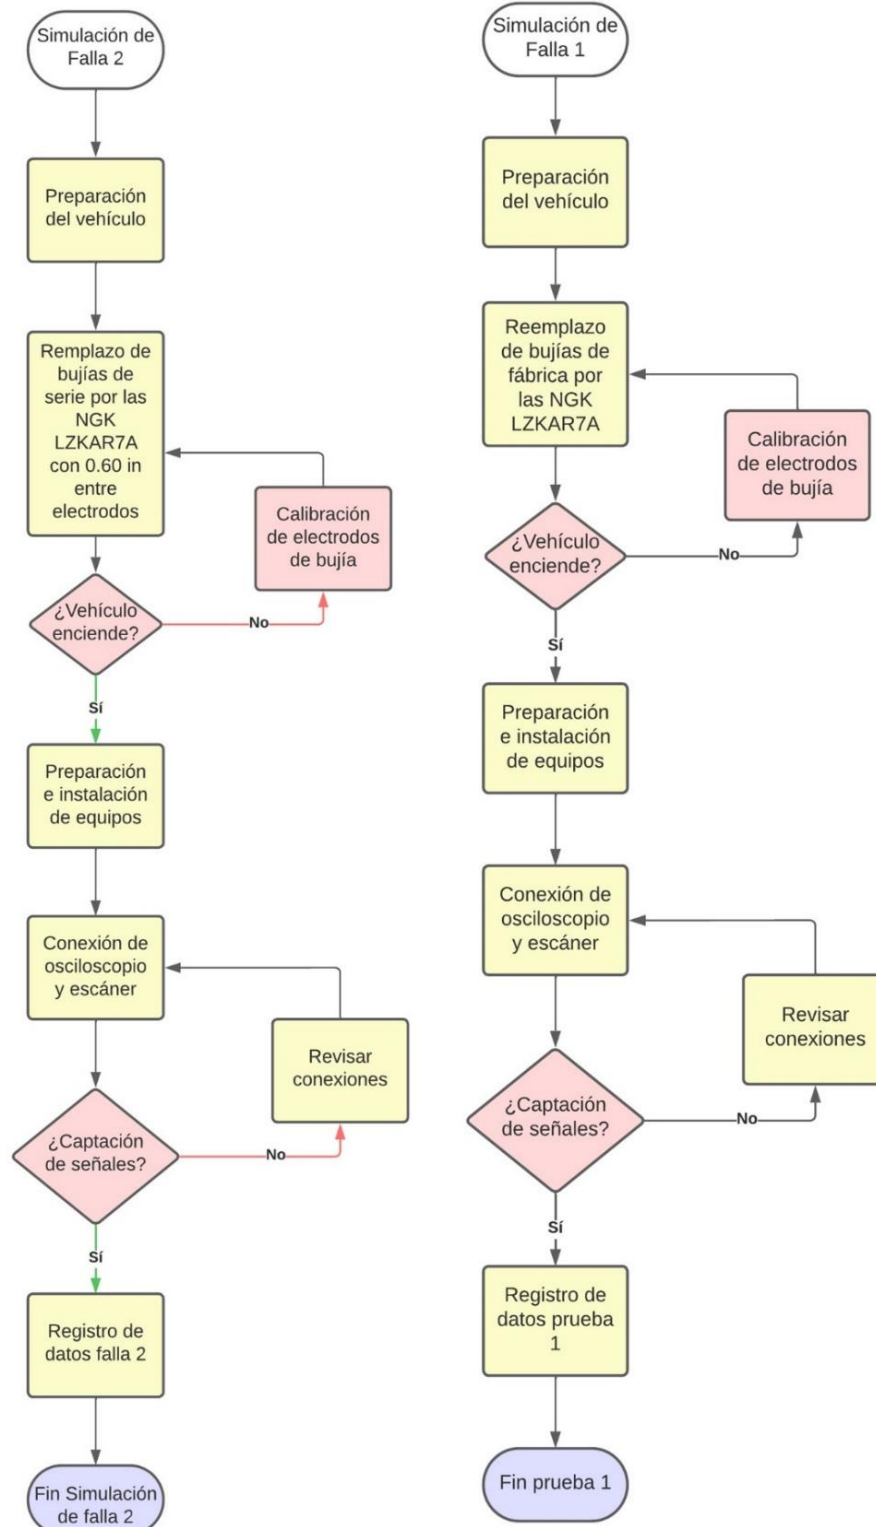 Simulación de
Falla 2
Preparación
del vehículo
Remplazo de
bujías de
serie por las
NGK
LZKAR7A
con 0.60 in
entre
electrodos
Calibración
de electrodos
de bujía
¿Vehículo
enciende?
No
Sí
Preparación
e instalación
de equipos
Conexión de
osciloscopio
y escáner
Revisar
conexiones
¿Captación
de señales?
No
Sí
Registro de
datos falla 2
Fin Simulación
de falla 2
Simulación de
Falla 1
Preparación
del vehículo
Reemplazo
de bujías de
fábrica por
las NGK
LZKAR7A
Calibración
de electrodos
de bujía
¿Vehículo
enciende?
No
Sí
Preparación
e instalación
de equipos
Conexión de
osciloscopio
y escáner
Revisar
conexiones
¿Captación
de señales?
No
Sí
Registro de
datos prueba
1
Fin prueba 1